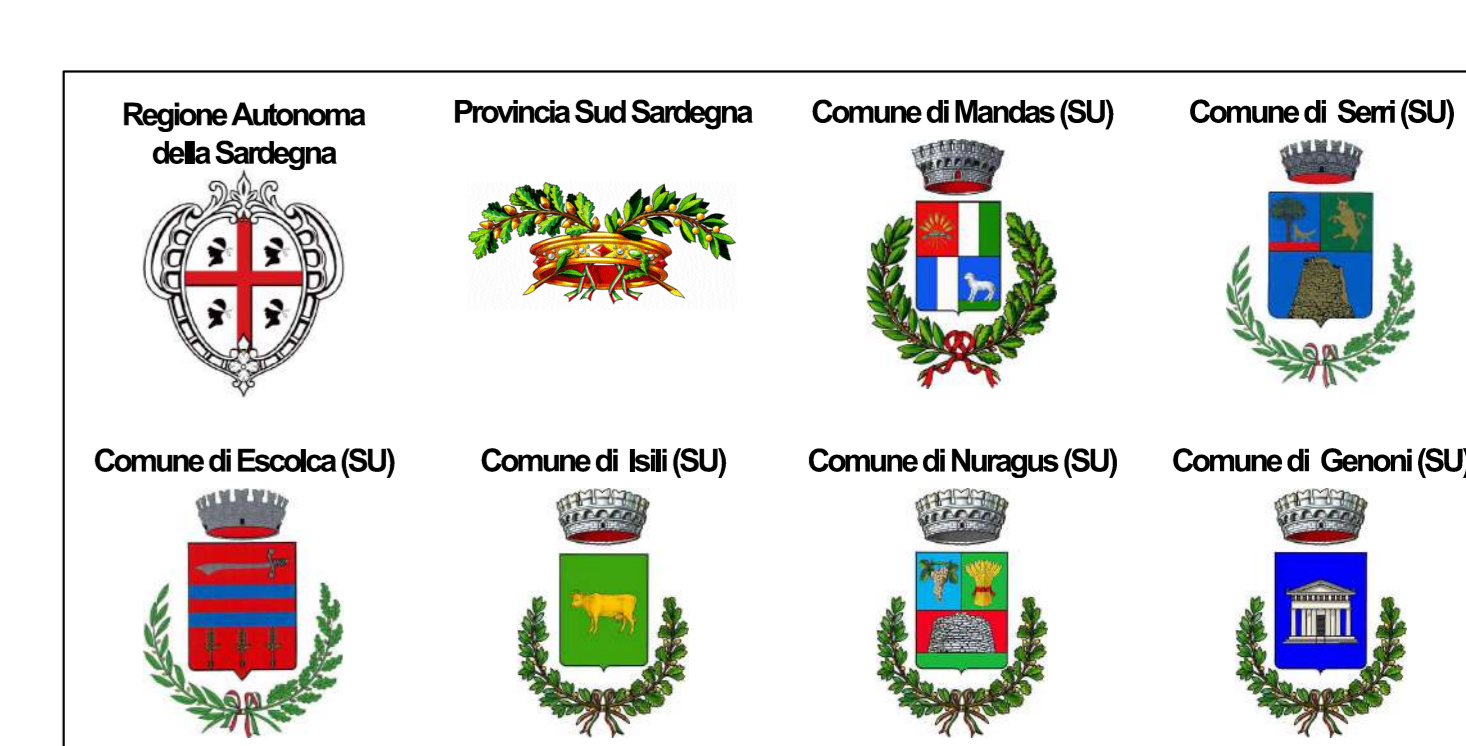 Regione Autonoma
della Sardegna
Provincia Sud Sardegna
Comune di Mandas (SU)
Comune di Serri (SU)
Comune di Escolca (SU)
Comune di Isili (SU)
Comune di Nuragus (SU)
Comune di Genoni (SU)